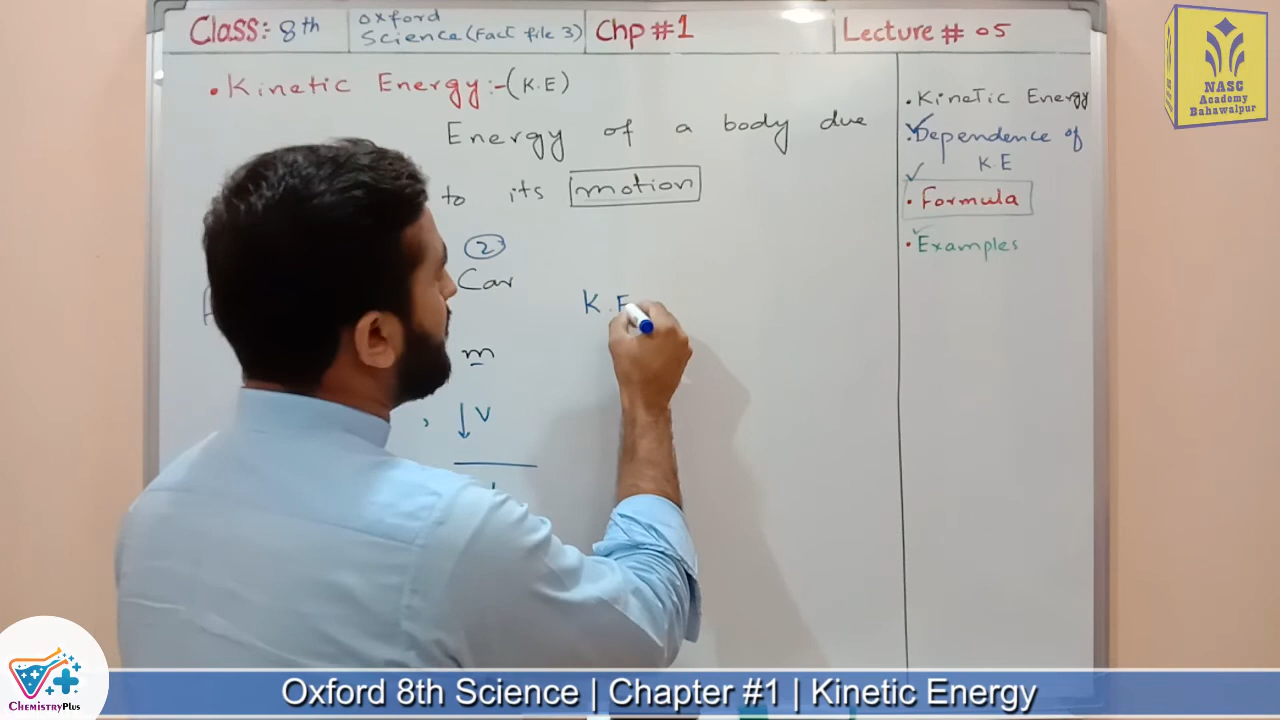 Class: 8th
Oxford
Science (Fact file 3)
Chp #1
Lecture # 05
• Kinetic Energy:- (K.E)
Energy of a body due
to its motion
2
Car
m
, ↓ v
K.E
• Kinetic Energy
• Dependence of
K.E
• Formula
• Examples
NASC
Academy
Bahawalpur
ChemistryPlus
Oxford 8th Science | Chapter #1 | Kinetic Energy